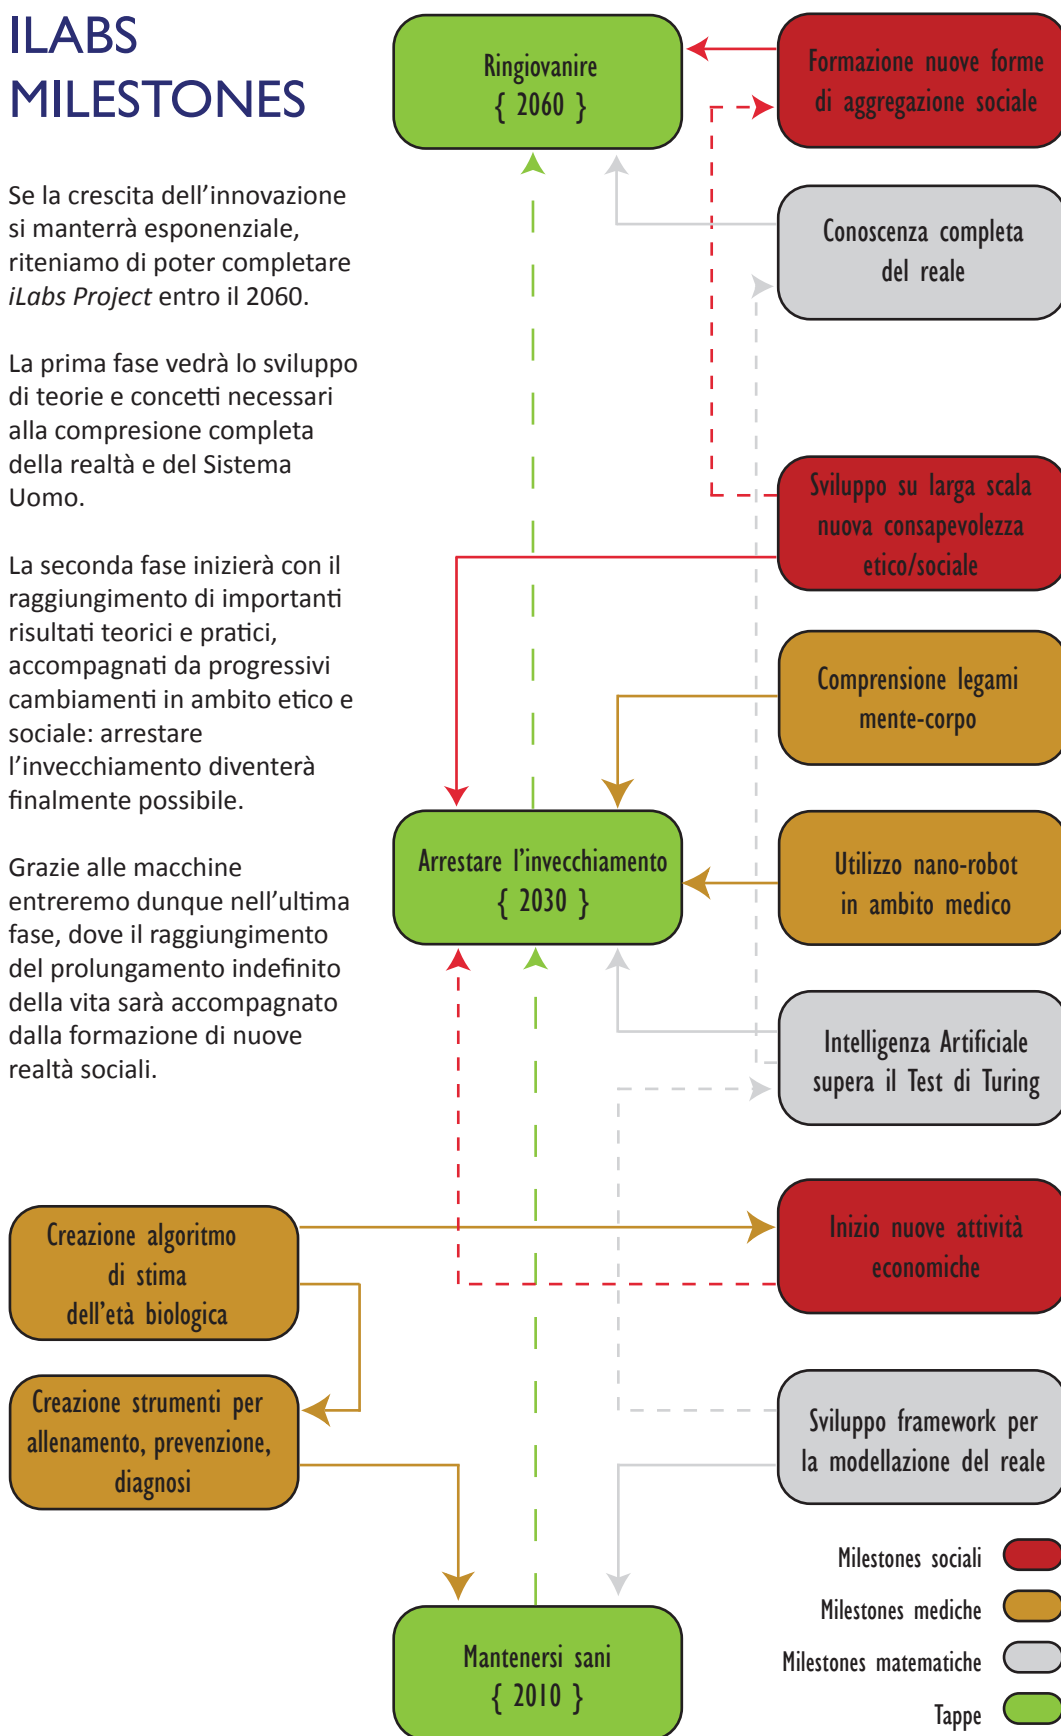 ILABS
MILESTONES
Se la crescita dell’innovazione
si manterrà esponenziale,
riteniamo di poter completare
iLabs Project entro il 2060.
La prima fase vedrà lo sviluppo
di teorie e concetti necessari
alla compresione completa
della realtà e del Sistema
Uomo.
La seconda fase inizierà con il
raggiungimento di importanti
risultati teorici e pratici,
accompagnati da progressivi
cambiamenti in ambito etico e
sociale: arrestare
l’invecchiamento diventerà
finalmente possibile.
Grazie alle macchine
entreremo dunque nell’ultima
fase, dove il raggiungimento
del prolungamento indefinito
della vita sarà accompagnato
dalla formazione di nuove
realtà sociali.
Ringiovanire
{ 2060 }
Formazione nuove forme
di aggregazione sociale
Conoscenza completa
del reale
Sviluppo su larga scala
nuova consapevolezza
etico/sociale
Comprensione legami
mente-corpo
Arrestare l’invecchiamento
{ 2030 }
Utilizzo nano-robot
in ambito medico
Intelligenza Artificiale
supera il Test di Turing
Creazione algoritmo
di stima
dell’età biologica
Inizio nuove attività
economiche
Creazione strumenti per
allenamento, prevenzione,
diagnosi
Sviluppo framework per
la modellazione del reale
Mantenersi sani
{ 2010 }
Milestones sociali
Milestones mediche
Milestones matematiche
Tappe